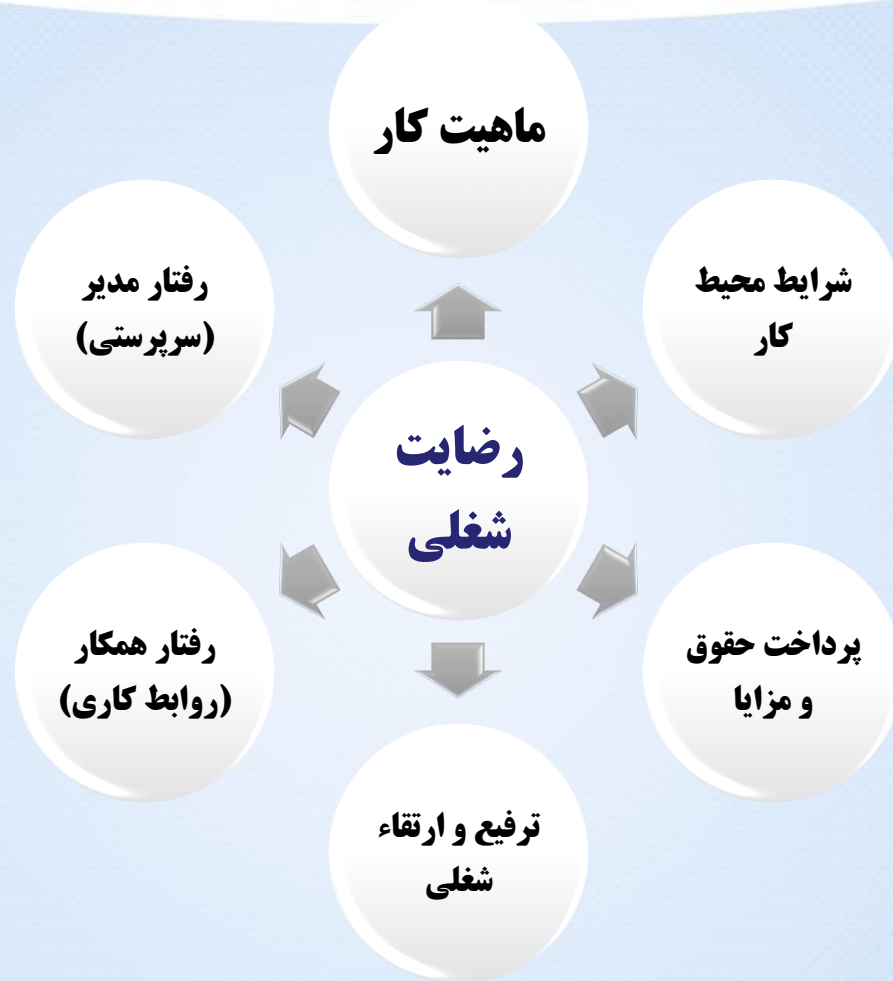 ماهیت کار
شرایط محیط
کار
پرداخت حقوق
و مزایا
ترفیع و ارتقاء
شغلی
رفتار همکار
(روابط کاری)
رفتار مدیر
(سرپرستی)
رضایت
شغلی